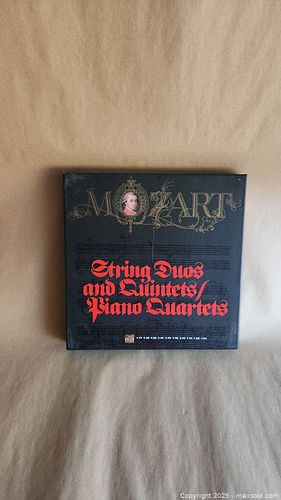 MOZART
String Duos
and Quintets/
Piano Quartets
Copyright 2025 - maxsold.com